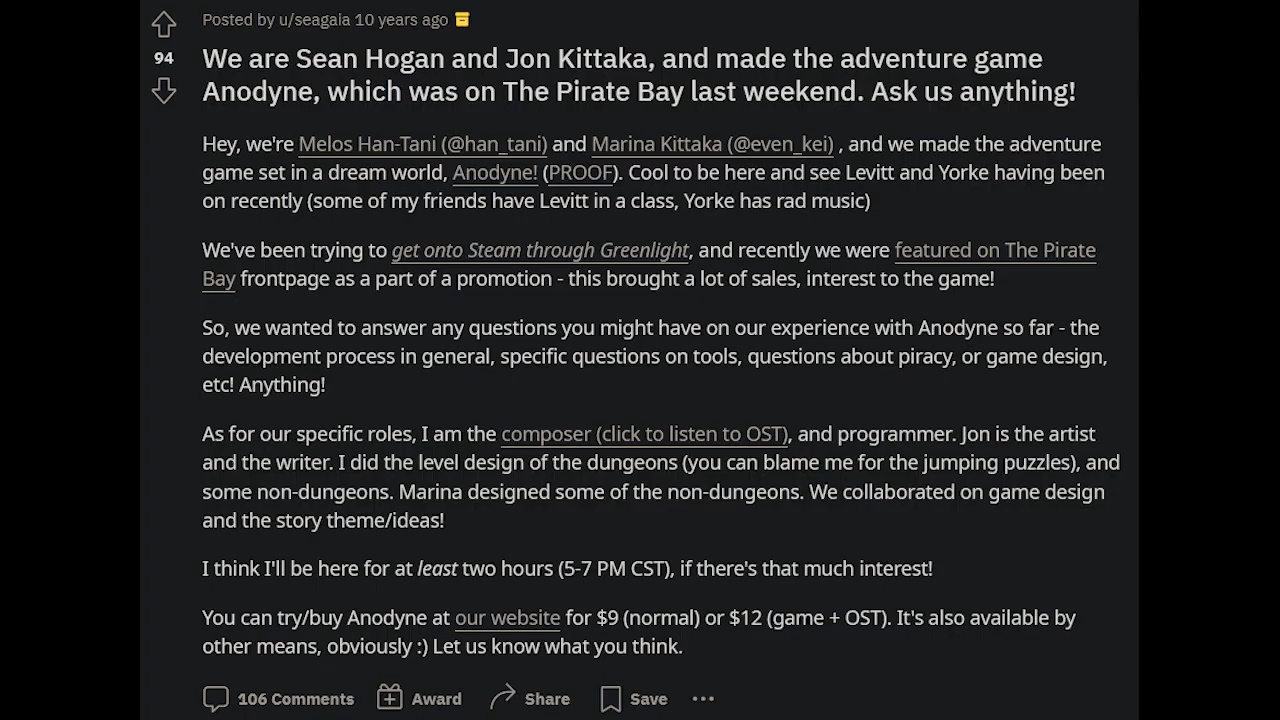 Posted by u/seagaia 10 years ago
94
We are Sean Hogan and Jon Kittaka, and made the adventure game
Anodyne, which was on The Pirate Bay last weekend. Ask us anything!
Hey, we're Melos Han-Tani (@han_tani) and Marina Kittaka (@even_kei) , and we made the adventure
game set in a dream world, Anodyne! (PROOF). Cool to be here and see Levitt and Yorke having been
on recently (some of my friends have Levitt in a class, Yorke has rad music)
We've been trying to get onto Steam through Greenlight, and recently we were featured on The Pirate
Bay frontpage as a part of a promotion - this brought a lot of sales, interest to the game!
So, we wanted to answer any questions you might have on our experience with Anodyne so far - the
development process in general, specific questions on tools, questions about piracy, or game design,
etc! Anything!
As for our specific roles, I am the composer (click to listen to OST), and programmer. Jon is the artist
and the writer. I did the level design of the dungeons (you can blame me for the jumping puzzles), and
some non-dungeons. Marina designed some of the non-dungeons. We collaborated on game design
and the story theme/ideas!
I think I'll be here for at least two hours (5-7 PM CST), if there's that much interest!
You can try/buy Anodyne at our website for $9 (normal) or $12 (game + OST). It's also available by
other means, obviously :) Let us know what you think.
106 Comments Award Share Save